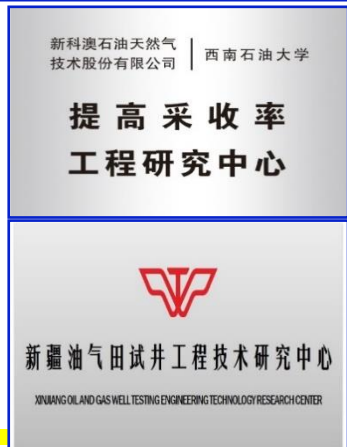 新科澳石油天然气
技术股份有限公司
西南石油大学
提高采收率
工程研究中心
新疆油气田试井工程技术研究中心
XINJIANG OIL AND GAS WELL TESTING ENGINEERING TECHNOLOGY RESEARCH CENTER